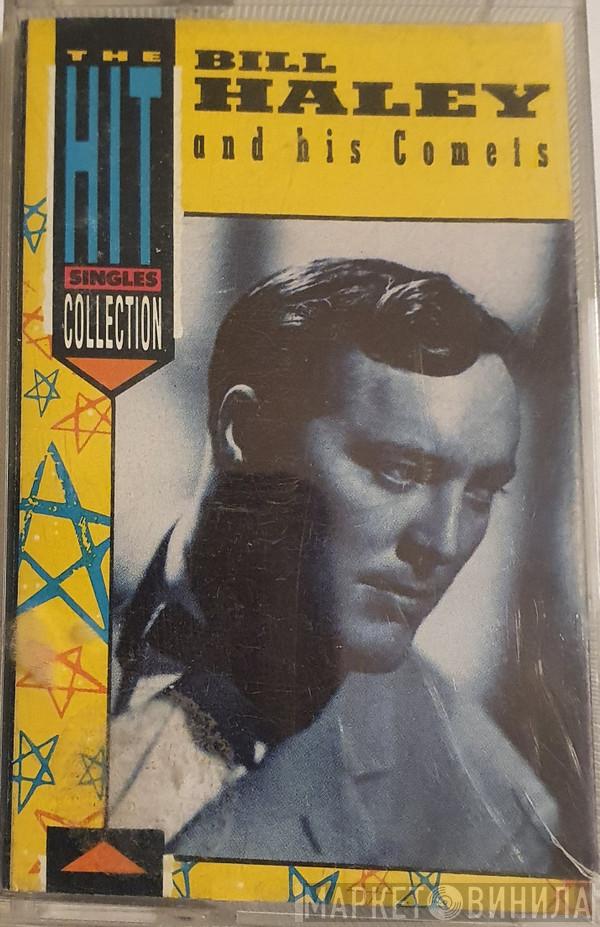 THE
HIT
SINGLES
COLLECTION
BILL
HALEY
and his Comets
МАРКЕТ ВИНИЛА